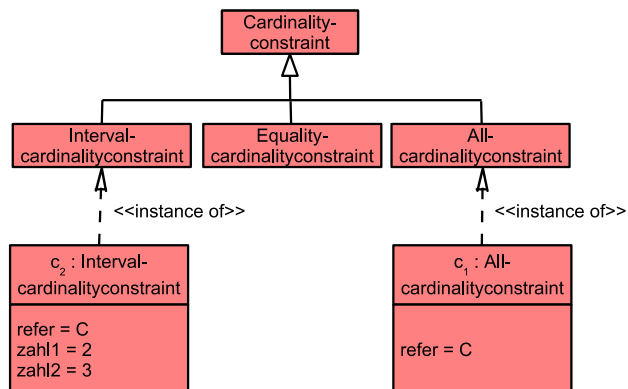 Cardinality-
constraint
Interval-
cardinalityconstraint
Equality-
cardinalityconstraint
All-
cardinalityconstraint
<<instance of>>
<<instance of>>
c₂ : Interval-
cardinalityconstraint
refer = C
zahl1 = 2
zahl2 = 3
c₁ : All-
cardinalityconstraint
refer = C